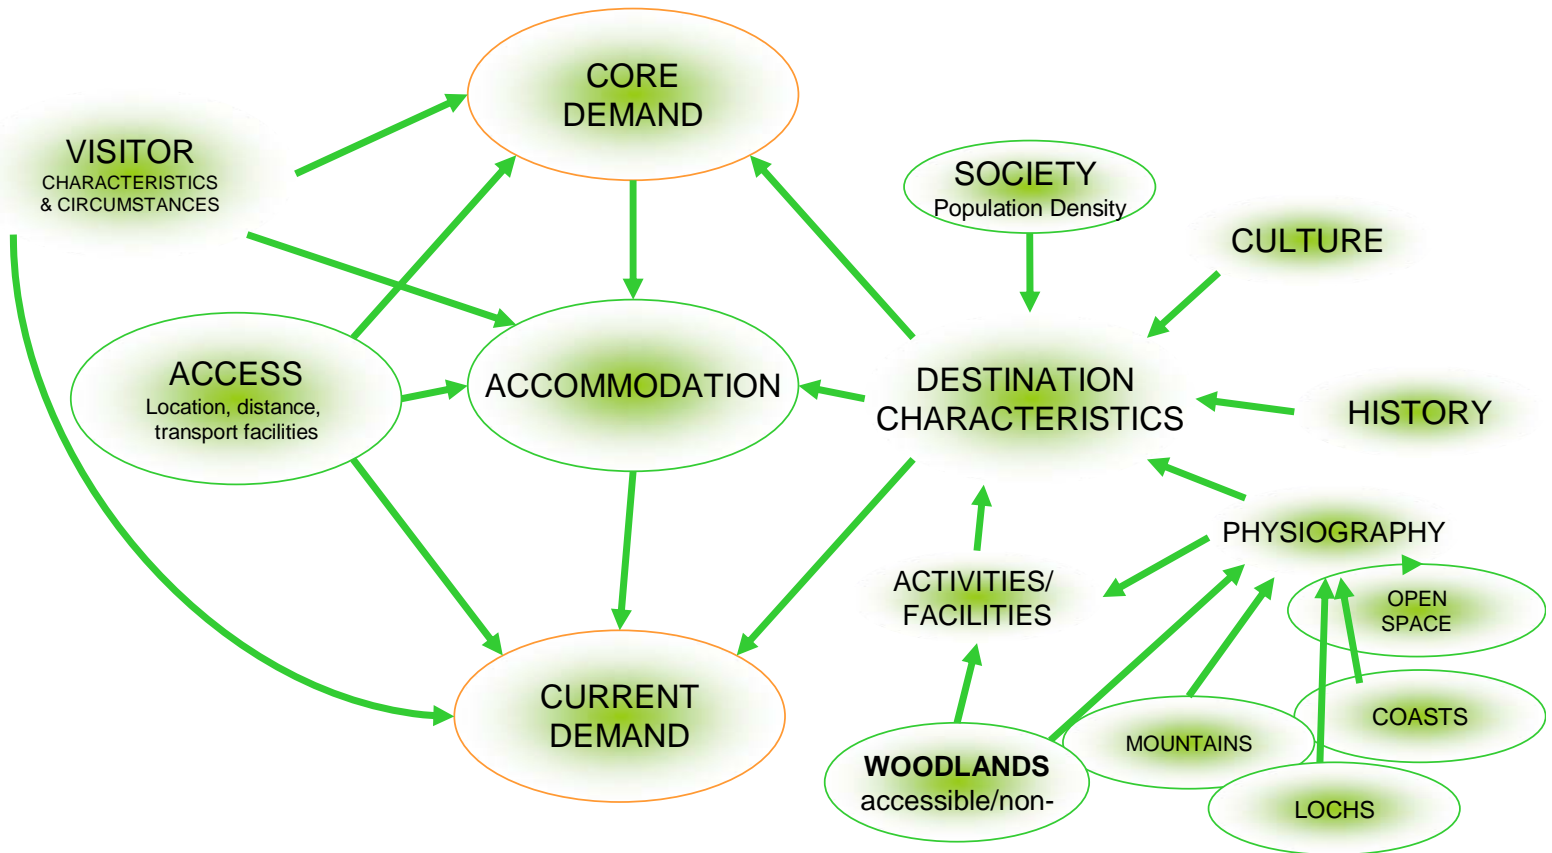 CORE
DEMAND
VISITOR
CHARACTERISTICS
& CIRCUMSTANCES
SOCIETY
Population Density
CULTURE
ACCESS
Location, distance,
transport facilities
ACCOMMODATION
DESTINATION
CHARACTERISTICS
HISTORY
PHYSIOGRAPHY
ACTIVITIES/
FACILITIES
OPEN
SPACE
CURRENT
DEMAND
COASTS
MOUNTAINS
WOODLANDS
accessible/non-
LOCHS